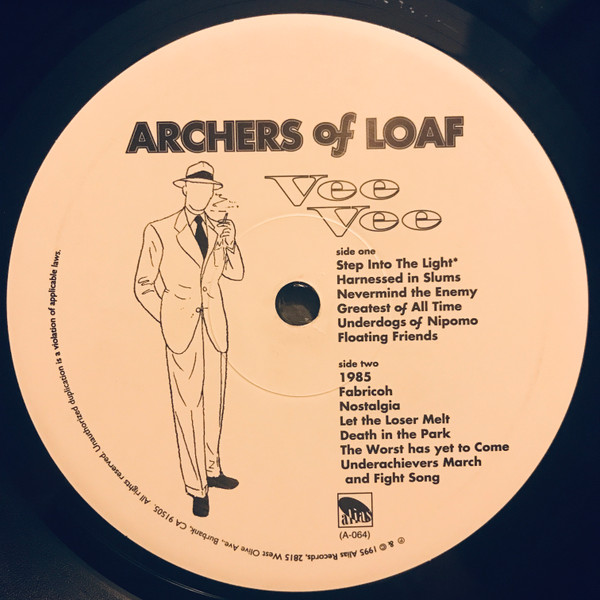 ARCHERS of LOAF
Vee
Vee
side one
Step Into The Light*
Harnessed in Slums
Nevermind the Enemy
Greatest of All Time
Underdogs of Nipomo
Floating Friends
side two
1985
Fabricoh
Nostalgia
Let the Loser Melt
Death in the Park
The Worst has yet to Come
Underachievers March
and Fight Song
alias
(A-064)
℗ & © 1995 Alias Records, 2815 West Olive Ave., Burbank, CA 91505. All rights reserved. Unauthorized duplication is a violation of applicable laws.